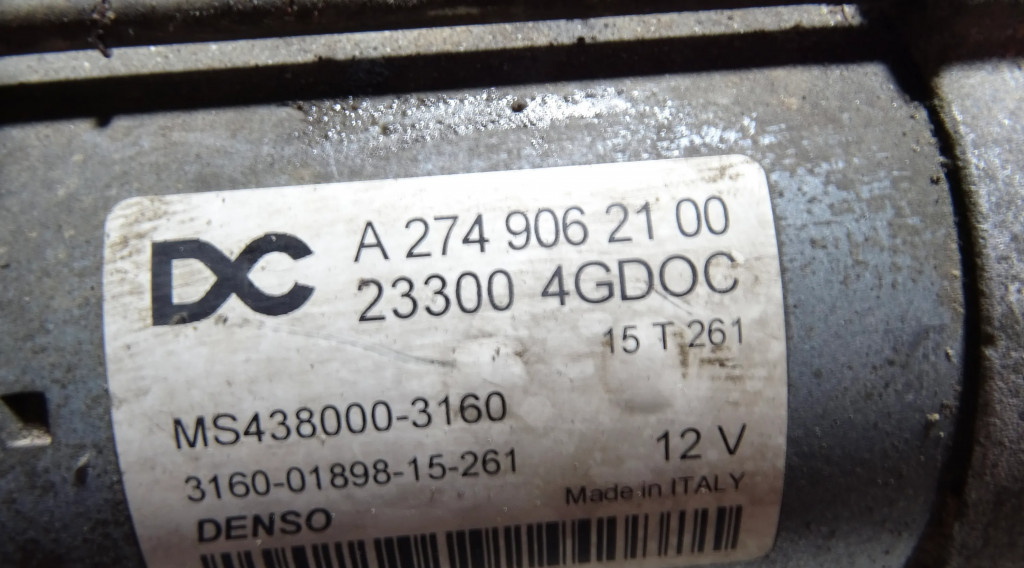 DC
A 274 906 21 00
23300 4GDOC
15 T 261
MS438000-3160
12 V
3160-01898-15-261
Made in ITALY
DENSO